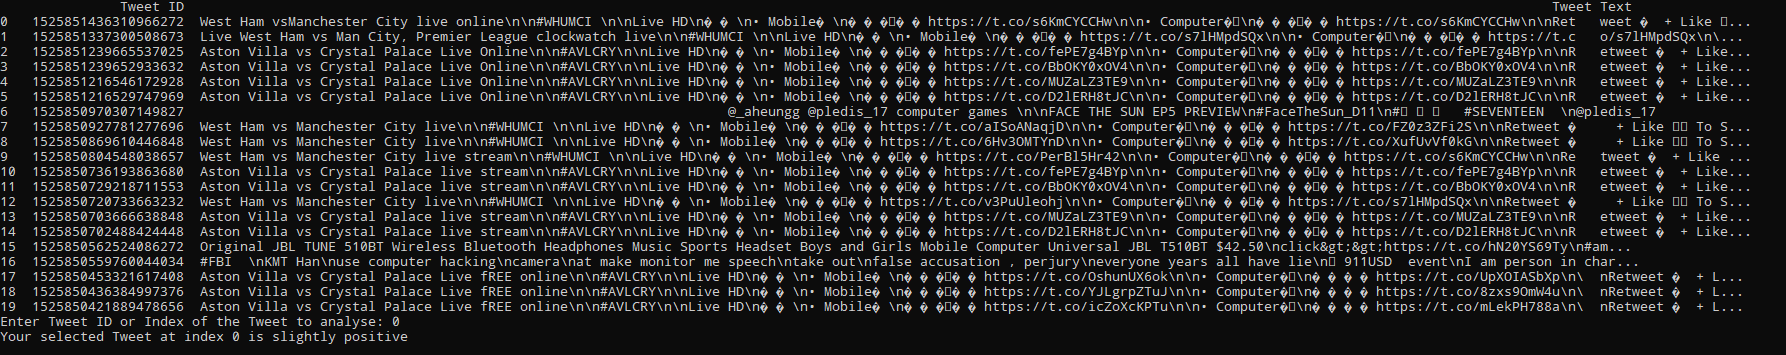 Tweet ID Tweet Text
0 1525851436310966272 West Ham vsManchester City live online\n\n#WHUMCI \n\nLive HD\n� �  \n• Mobile� \n� �▯� � https://t.co/s6KmCYCCHw\n\n• Computer�▯\n� � �▯� � https://t.co/s6KmCYCCHw\n\nRet weet �  + Like ▯...
1 1525851337300508673 Live West Ham vs Man City, Premier League clockwatch live\n\n#WHUMCI \n\nLive HD\n� �  \n• Mobile� \n� � �▯� � https://t.co/s7lHMpdSQx\n\n• Computer�▯\n� � �▯� � https://t.c o/s7lHMpdSQx\n\...
2 1525851239665537025 Aston Villa vs Crystal Palace Live Online\n\n#AVLCRY\n\n\nLive HD\n� �  \n• Mobile� \n� � �▯� � https://t.co/fePE7g4BYp\n\n• Computer�▯\n� � �▯� � https://t.co/fePE7g4BYp\n\n\nR etweet �  + Like...
3 1525851239652933632 Aston Villa vs Crystal Palace Live Online\n\n#AVLCRY\n\n\nLive HD\n� �  \n• Mobile� \n� � �▯� � https://t.co/BbOKY0xOV4\n\n• Computer�▯\n� � �▯� � https://t.co/BbOKY0xOV4\n\n\nR etweet �  + Like...
4 1525851216546172928 Aston Villa vs Crystal Palace Live Online\n\n#AVLCRY\n\n\nLive HD\n� �  \n• Mobile� \n� � �▯� � https://t.co/MUZaLZ3TE9\n\n• Computer�▯\n� � �▯� � https://t.co/MUZaLZ3TE9\n\n\nR etweet �  + Like...
5 1525851216529747969 Aston Villa vs Crystal Palace Live Online\n\n#AVLCRY\n\n\nLive HD\n� �  \n• Mobile� \n� � �▯� � https://t.co/D2lERH8tJC\n\n• Computer�▯\n� � �▯� � https://t.co/D2lERH8tJC\n\n\nR etweet �  + Like...
6 1525850970307149827 @_aheungg @pledis_17 computer games \n\nFACE THE SUN EP5 PREVIEW\n#FaceTheSun_D11\n#▯ ▯ ▯ #SEVENTEEN \n@pledis_17
7 1525850927781277696 West Ham vs Manchester City live\n\n#WHUMCI \n\nLive HD\n� �  \n• Mobile� \n� � �▯� � https://t.co/aISoANaqjD\n\n• Computer�▯\n� � �▯� � https://t.co/FZ0z3ZFi2S\n\n\nRetweet � + Like ▯▯ To S...
8 1525850869610446848 West Ham vs Manchester City live\n\n#WHUMCI \n\nLive HD\n� �  \n• Mobile� \n� � �▯� � https://t.co/6Hv3OMTYnD\n\n• Computer�▯\n� � �▯� � https://t.co/XufUvVf0kG\n\n\nRetweet � + Like ▯▯ To S...
9 1525850804548038657 West Ham vs Manchester City live stream\n\n#WHUMCI \n\nLive HD\n� �  \n• Mobile� \n� � �▯� � https://t.co/PerBl5Hr42\n\n• Computer�▯\n� � �▯� � https://t.co/s6KmCYCCHw\n\n\nRe tweet �  + Like ...
10 1525850736193863680 Aston Villa vs Crystal Palace Live stream\n\n#AVLCRY\n\n\nLive HD\n� �  \n• Mobile� \n� � �▯� � https://t.co/BbOKY0xOV4\n\n• Computer�▯\n� � �▯� � https://t.co/BbOKY0xOV4\n\n\nR etweet �  + Like...
11 1525850729218711553 Aston Villa vs Crystal Palace Live stream\n\n#AVLCRY\n\n\nLive HD\n� �  \n• Mobile� \n� � �▯� � https://t.co/BbOKY0xOV4\n\n• Computer�▯\n� � �▯� � https://t.co/BbOKY0xOV4\n\n\nR etweet �  + Like...
12 1525850720733663232 West Ham vs Manchester City live\n\n#WHUMCI \n\nLive HD\n� �  \n• Mobile� \n� � �▯� � https://t.co/v3PuUleohj\n\n• Computer�▯\n� � �▯� � https://t.co/s7lHMpdSQx\n\n\nRetweet � + Like ▯▯ To S...
13 1525850703666638848 Aston Villa vs Crystal Palace Live stream\n\n#AVLCRY\n\n\nLive HD\n� �  \n• Mobile� \n� � �▯� � https://t.co/MUZaLZ3TE9\n\n• Computer�▯\n� � �▯� � https://t.co/MUZaLZ3TE9\n\n\nR etweet �  + Like...
14 1525850702488424448 Aston Villa vs Crystal Palace Live stream\n\n#AVLCRY\n\n\nLive HD\n� �  \n• Mobile� \n� � �▯� � https://t.co/D2lERH8tJC\n\n• Computer�▯\n� � �▯� � https://t.co/D2lERH8tJC\n\n\nR etweet �  + Like...
15 1525850562524086272 Original JBL TUNE 510BT Wireless Bluetooth Headphones Music Sports Headset Boys and Girls Mobile Computer Universal JBL T510BT $42.50\nclick&gt;&gt;https://t.co/hN20YS69Ty\n#am...
16 1525850559760044034 #FBI \nKMT Han\nuse computer hacking\ncamera\nat make monitor me speech\ntake out\nfalse accusation , perjury\neveryone years all have lie\n▯ 911USD event\nI am person in char...
17 1525850453321617408 Aston Villa vs Crystal Palace Live fREE online\n\n#AVLCRY\n\nLive HD\n� �  \n• Mobile� \n� � �▯� � https://t.co/OshunUX6ok\n\n• Computer�▯\n� � �▯� � https://t.co/UpXOIASbXp\n\ nRetweet �  + L...
18 1525850436384997376 Aston Villa vs Crystal Palace Live fREE online\n\n#AVLCRY\n\nLive HD\n� �  \n• Mobile� \n� � �▯� � https://t.co/YJLgrpZTuJ\n\n• Computer�▯\n� � �▯� � https://t.co/8zxs9OmW4u\n\ nRetweet �  + L...
19 1525850421889478656 Aston Villa vs Crystal Palace Live fREE online\n\n#AVLCRY\n\nLive HD\n� �  \n• Mobile� \n� � �▯� � https://t.co/icZoXcKPTu\n\n• Computer�▯\n� � �▯� � https://t.co/mLekPH788a\n\ nRetweet �  + L...
Enter Tweet ID or Index of the Tweet to analyse: 0
Your selected Tweet at index 0 is slightly positive